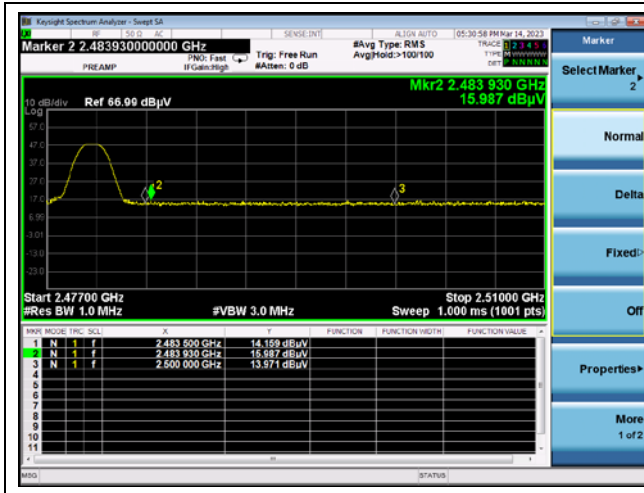 Keysight Spectrum Analyzer - Swept SA
RF 50 Ω AC SENSE:INT ALIGN AUTO 05:30:58 PM Mar 14, 2023
Marker 2 2.483930000000 GHz
PREAMP
PNO: Fast
IFGain:High
Trig: Free Run
#Atten: 0 dB
#Avg Type: RMS
Avg|Hold:>100/100
TRACE 1 2 3 4 5 6
TYPE
DET P N N N N N
Mkr2 2.483 930 GHz
15.987 dBµV
10 dB/div Ref 66.99 dBµV
Log
57.0
47.0
37.0
27.0
17.0
6.99
-3.01
-13.0
-23.0
2
3
Start 2.47700 GHz Stop 2.51000 GHz
#Res BW 1.0 MHz #VBW 3.0 MHz Sweep 1.000 ms (1001 pts)
MKR MODE TRC SCL X Y FUNCTION FUNCTION WIDTH FUNCTION VALUE
1 N 1 f 2.483 500 GHz 14.159 dBµV
2 N 1 f 2.483 930 GHz 15.987 dBµV
3 N 1 f 2.500 000 GHz 13.971 dBµV
4
5
6
7
8
9
10
11
MSG STATUS
Marker
Select Marker
2
Normal
Delta
Fixed
Off
Properties
More
1 of 2